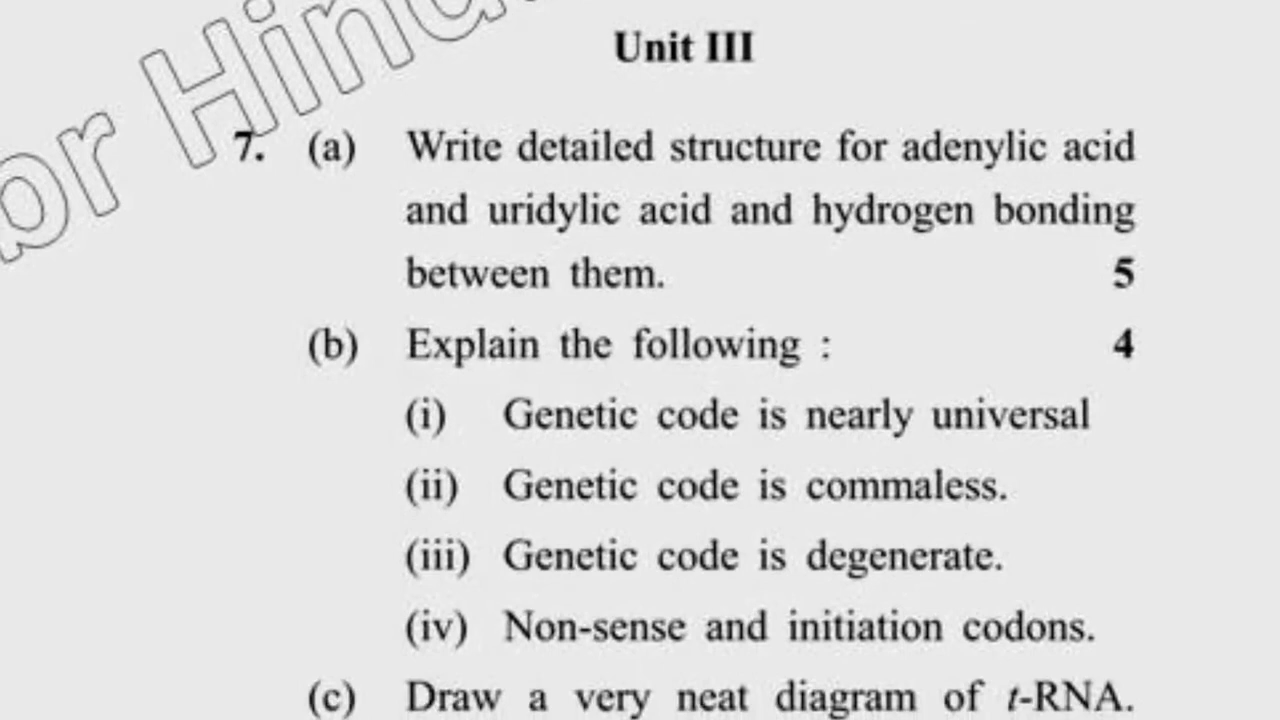 or Hind
Unit III
7. (a) Write detailed structure for adenylic acid
and uridylic acid and hydrogen bonding
between them. 5
(b) Explain the following : 4
(i) Genetic code is nearly universal
(ii) Genetic code is commaless.
(iii) Genetic code is degenerate.
(iv) Non-sense and initiation codons.
(c) Draw a very neat diagram of t-RNA.